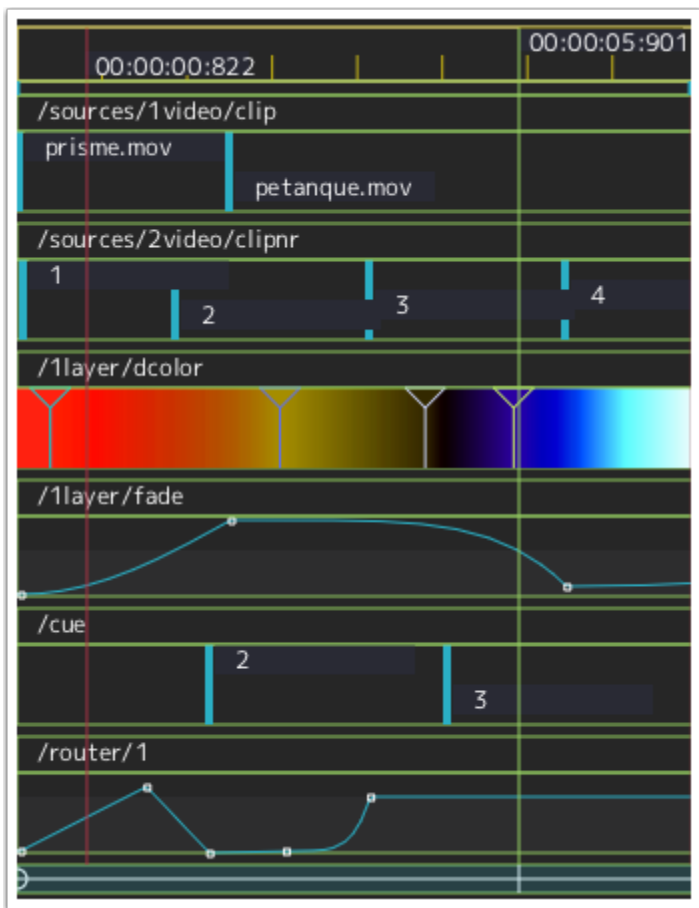 00:00:05:901
00:00:00:822
/sources/1video/clip
prisme.mov
petanque.mov
/sources/2video/clipnr
1
2
3
4
/1layer/dcolor
/1layer/fade
/cue
2
3
/router/1